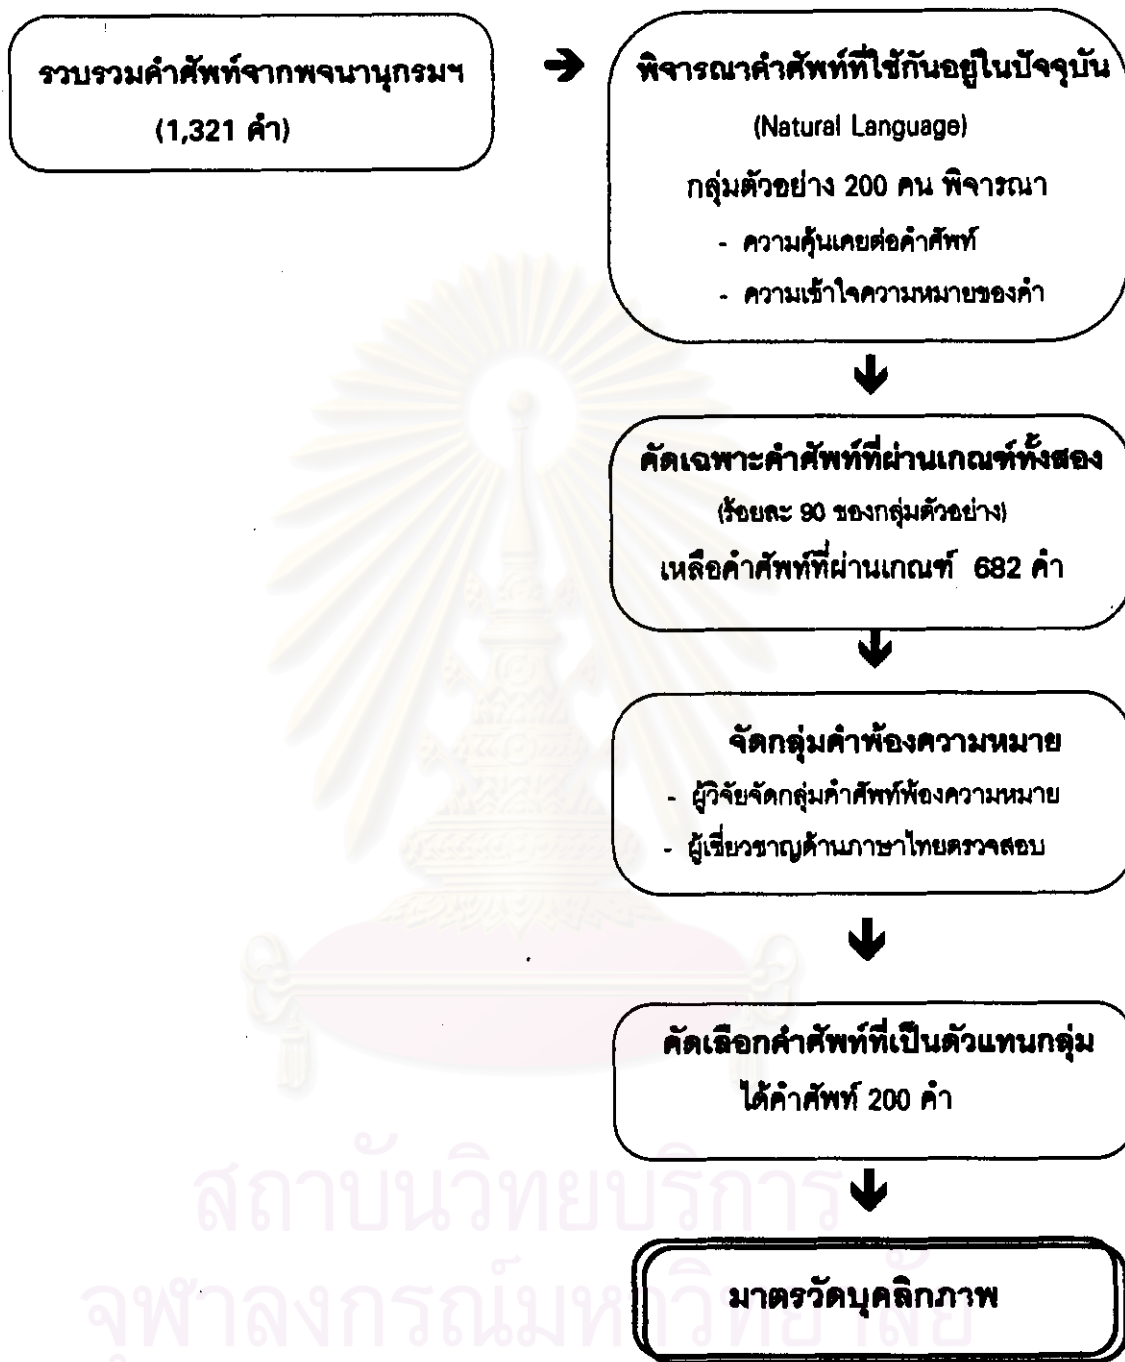 รวบรวมคำศัพท์จากพจนานุกรมฯ
(1,321 คำ)
➔
พิจารณาคำศัพท์ที่ใช้กันอยู่ในปัจจุบัน
(Natural Language)
กลุ่มตัวอย่าง 200 คน พิจารณา
- ความคุ้นเคยต่อคำศัพท์
- ความเข้าใจความหมายของคำ
คัดเฉพาะคำศัพท์ที่ผ่านเกณฑ์ทั้งสอง
(ร้อยละ 90 ของกลุ่มตัวอย่าง)
เหลือคำศัพท์ที่ผ่านเกณฑ์ 682 คำ
จัดกลุ่มคำพ้องความหมาย
- ผู้วิจัยจัดกลุ่มคำศัพท์พ้องความหมาย
- ผู้เชี่ยวชาญด้านภาษาไทยตรวจสอบ
คัดเลือกคำศัพท์ที่เป็นตัวแทนกลุ่ม
ได้คำศัพท์ 200 คำ
สถาบันวิทยบริการ
จุฬาลงกรณ์มหาวิทยาลัย
มาตรวัดบุคลิกภาพ